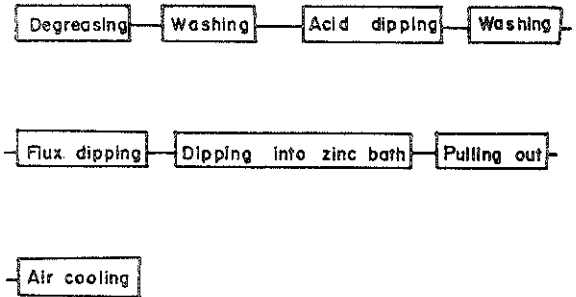 Degreasing Washing Acid dipping Washing
Flux. dipping Dipping into zinc bath Pulling out
Air cooling